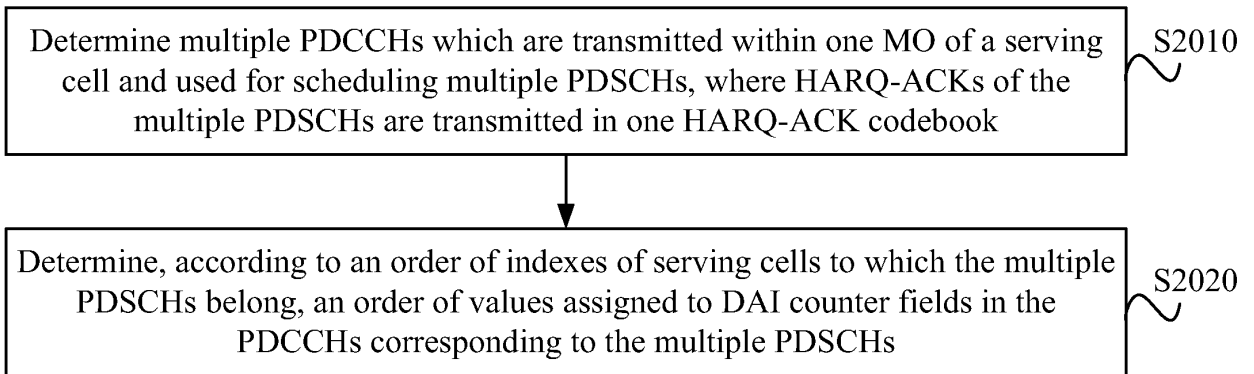 Determine multiple PDCCHs which are transmitted within one MO of a serving
cell and used for scheduling multiple PDSCHs, where HARQ-ACKs of the
multiple PDSCHs are transmitted in one HARQ-ACK codebook
S2010
Determine, according to an order of indexes of serving cells to which the multiple
PDSCHs belong, an order of values assigned to DAI counter fields in the
PDCCHs corresponding to the multiple PDSCHs
S2020